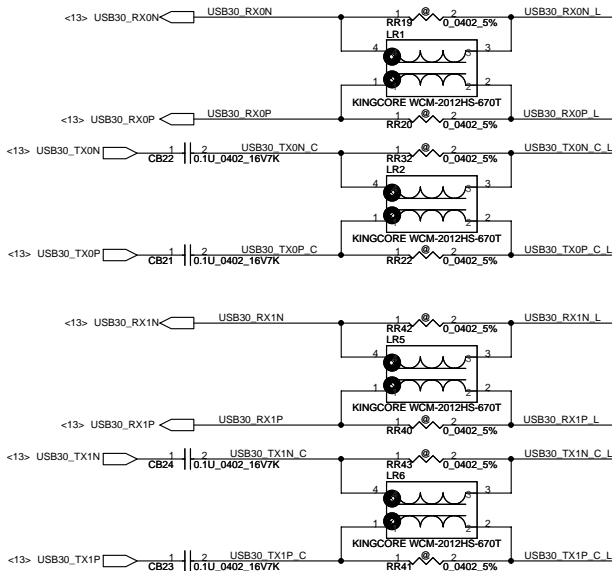 <13> USB30_RX0N USB30_RX0N 1 @ 2 USB30_RX0N_L
RR19 0_0402_5%
LR1
4 3
1 2
KINGCORE WCM-2012HS-670T
<13> USB30_RX0P USB30_RX0P 1 @ 2 USB30_RX0P_L
RR20 0_0402_5%
<13> USB30_TX0N 1 2 USB30_TX0N_C 1 @ 2 USB30_TX0N_C_L
CB22 0.1U_0402_16V7K RR32 0_0402_5%
LR2
4 3
1 2
KINGCORE WCM-2012HS-670T
<13> USB30_TX0P 1 2 USB30_TX0P_C 1 @ 2 USB30_TX0P_C_L
CB21 0.1U_0402_16V7K RR22 0_0402_5%
<13> USB30_RX1N USB30_RX1N 1 @ 2 USB30_RX1N_L
RR42 0_0402_5%
LR5
4 3
1 2
KINGCORE WCM-2012HS-670T
<13> USB30_RX1P USB30_RX1P 1 @ 2 USB30_RX1P_L
RR40 0_0402_5%
<13> USB30_TX1N 1 2 USB30_TX1N_C 1 @ 2 USB30_TX1N_C_L
CB24 0.1U_0402_16V7K RR43 0_0402_5%
LR6
4 3
1 2
KINGCORE WCM-2012HS-670T
<13> USB30_TX1P 1 2 USB30_TX1P_C 1 @ 2 USB30_TX1P_C_L
CB23 0.1U_0402_16V7K RR41 0_0402_5%